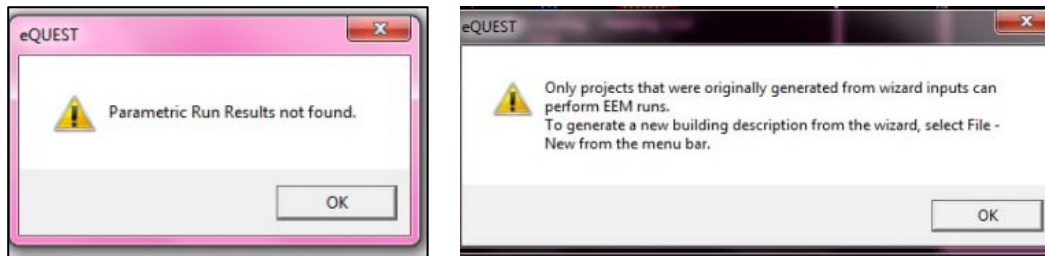 eQUEST
Parametric Run Results not found.
OK
eQUEST
Only projects that were originally generated from wizard inputs can
perform EEM runs.
To generate a new building description from the wizard, select File -
New from the menu bar.
OK